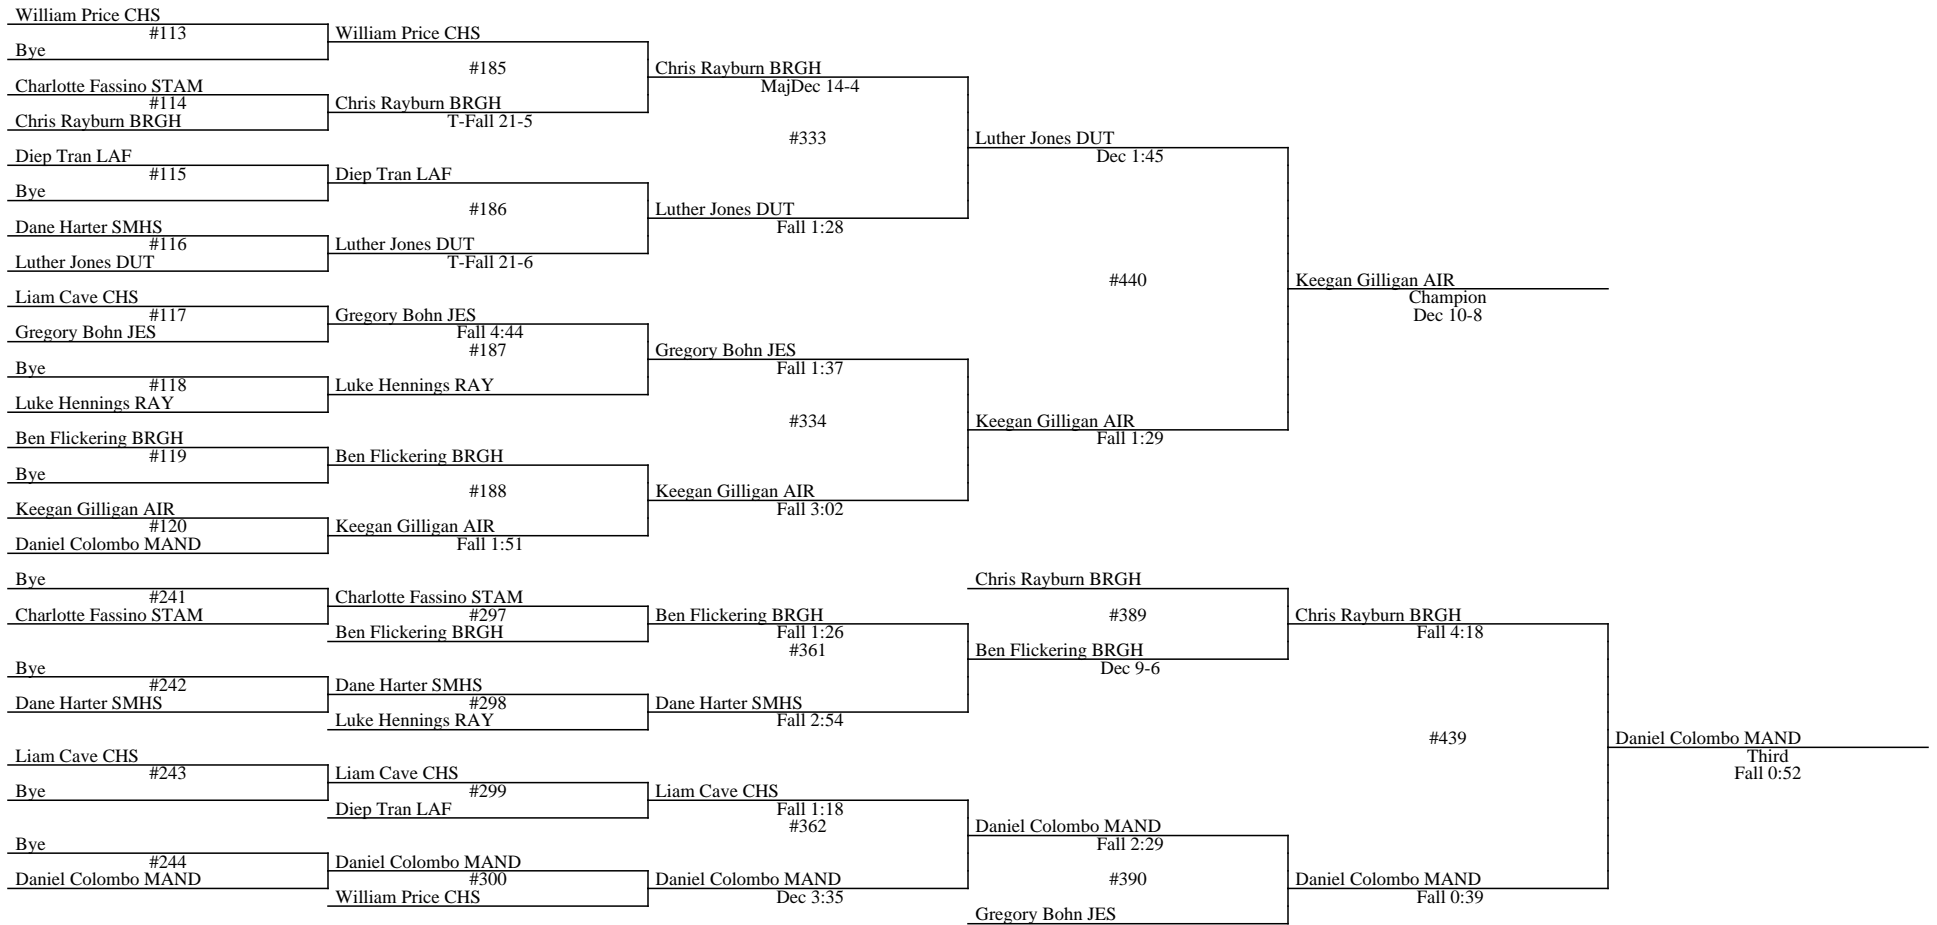 William Price CHS
#113
Bye
William Price CHS
#185
Charlotte Fassino STAM
#114
Chris Rayburn BRGH
Chris Rayburn BRGH
T-Fall 21-5
Chris Rayburn BRGH
MajDec 14-4
#333
Diep Tran LAF
#115
Bye
Diep Tran LAF
#186
Dane Harter SMHS
#116
Luther Jones DUT
Luther Jones DUT
T-Fall 21-6
Luther Jones DUT
Fall 1:28
Luther Jones DUT
Dec 1:45
#440
Liam Cave CHS
#117
Gregory Bohn JES
Gregory Bohn JES
Fall 4:44
#187
Bye
#118
Luke Hennings RAY
Luke Hennings RAY
Gregory Bohn JES
Fall 1:37
#334
Ben Flickering BRGH
#119
Bye
Ben Flickering BRGH
#188
Keegan Gilligan AIR
#120
Daniel Colombo MAND
Keegan Gilligan AIR
Fall 1:51
Keegan Gilligan AIR
Fall 3:02
Keegan Gilligan AIR
Fall 1:29
Keegan Gilligan AIR
Champion
Dec 10-8
Bye
#241
Charlotte Fassino STAM
Charlotte Fassino STAM
#297
Ben Flickering BRGH
Ben Flickering BRGH
Fall 1:26
#361
Bye
#242
Dane Harter SMHS
Dane Harter SMHS
#298
Luke Hennings RAY
Dane Harter SMHS
Fall 2:54
Chris Rayburn BRGH
#389
Ben Flickering BRGH
Dec 9-6
Chris Rayburn BRGH
Fall 4:18
#439
Liam Cave CHS
#243
Bye
Liam Cave CHS
#299
Diep Tran LAF
Liam Cave CHS
Fall 1:18
#362
Bye
#244
Daniel Colombo MAND
Daniel Colombo MAND
#300
William Price CHS
Daniel Colombo MAND
Dec 3:35
Daniel Colombo MAND
Fall 2:29
#390
Gregory Bohn JES
Daniel Colombo MAND
Fall 0:39
Daniel Colombo MAND
Third
Fall 0:52